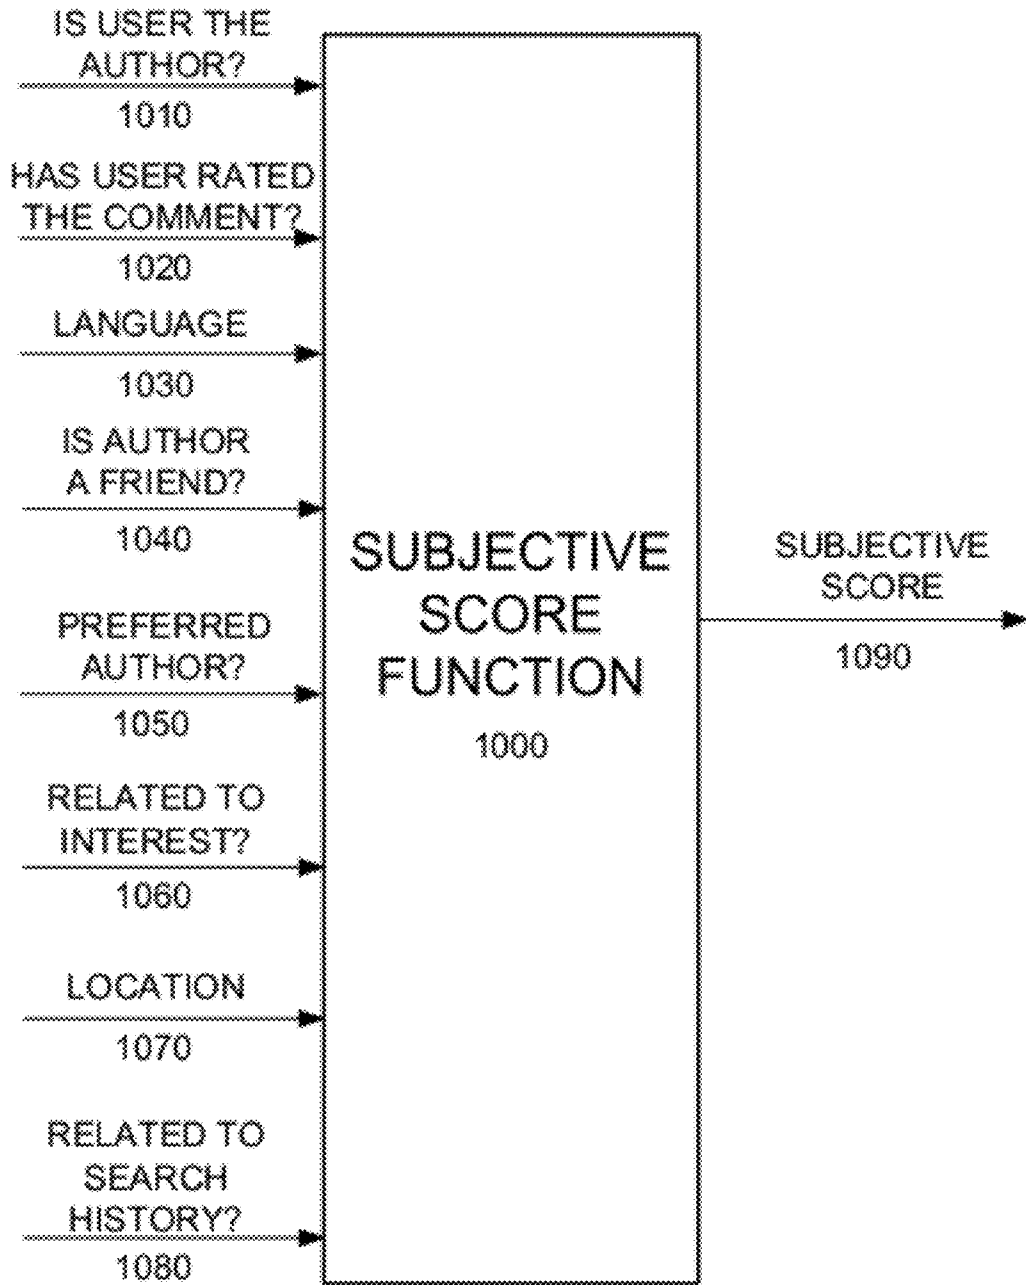 IS USER THE
AUTHOR?
1010
HAS USER RATED
THE COMMENT?
1020
LANGUAGE
1030
IS AUTHOR
A FRIEND?
1040
PREFERRED
AUTHOR?
1050
RELATED TO
INTEREST?
1060
LOCATION
1070
RELATED TO
SEARCH
HISTORY?
1080
SUBJECTIVE
SCORE
FUNCTION
1000
SUBJECTIVE
SCORE
1090